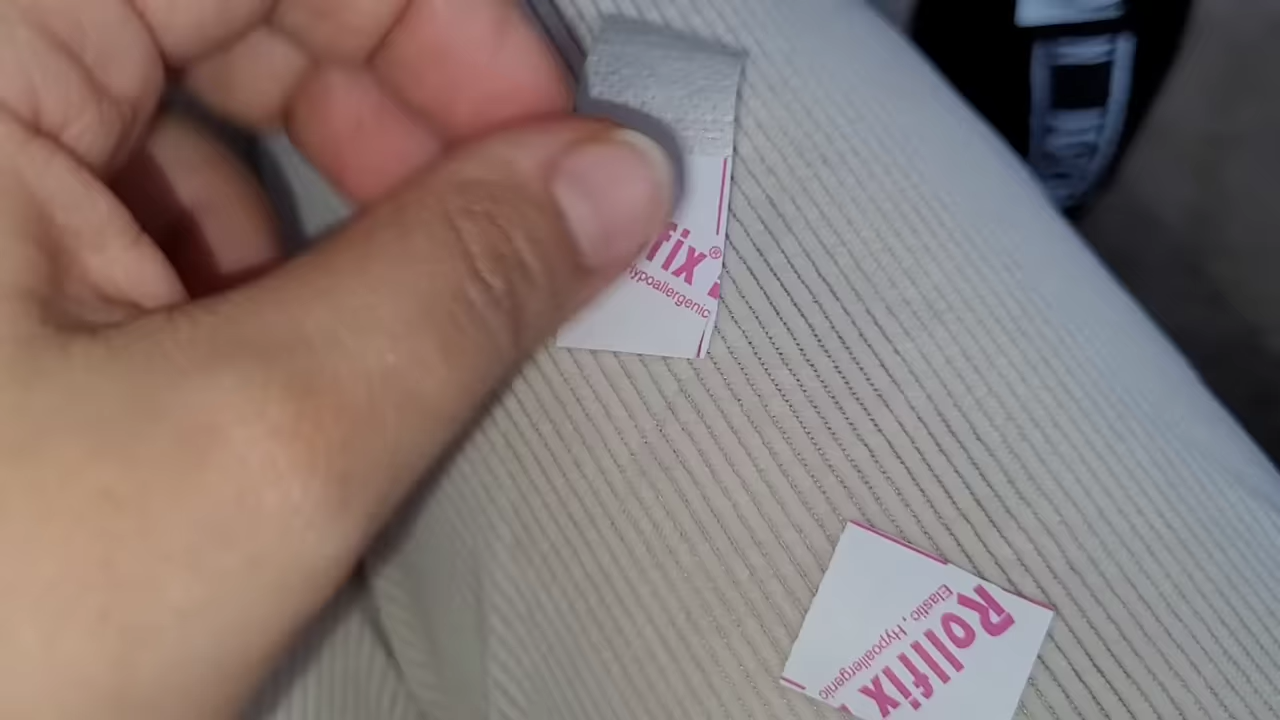 fix®
Hypoallergenic
Rollfix
Elastic, Hypoallergenic